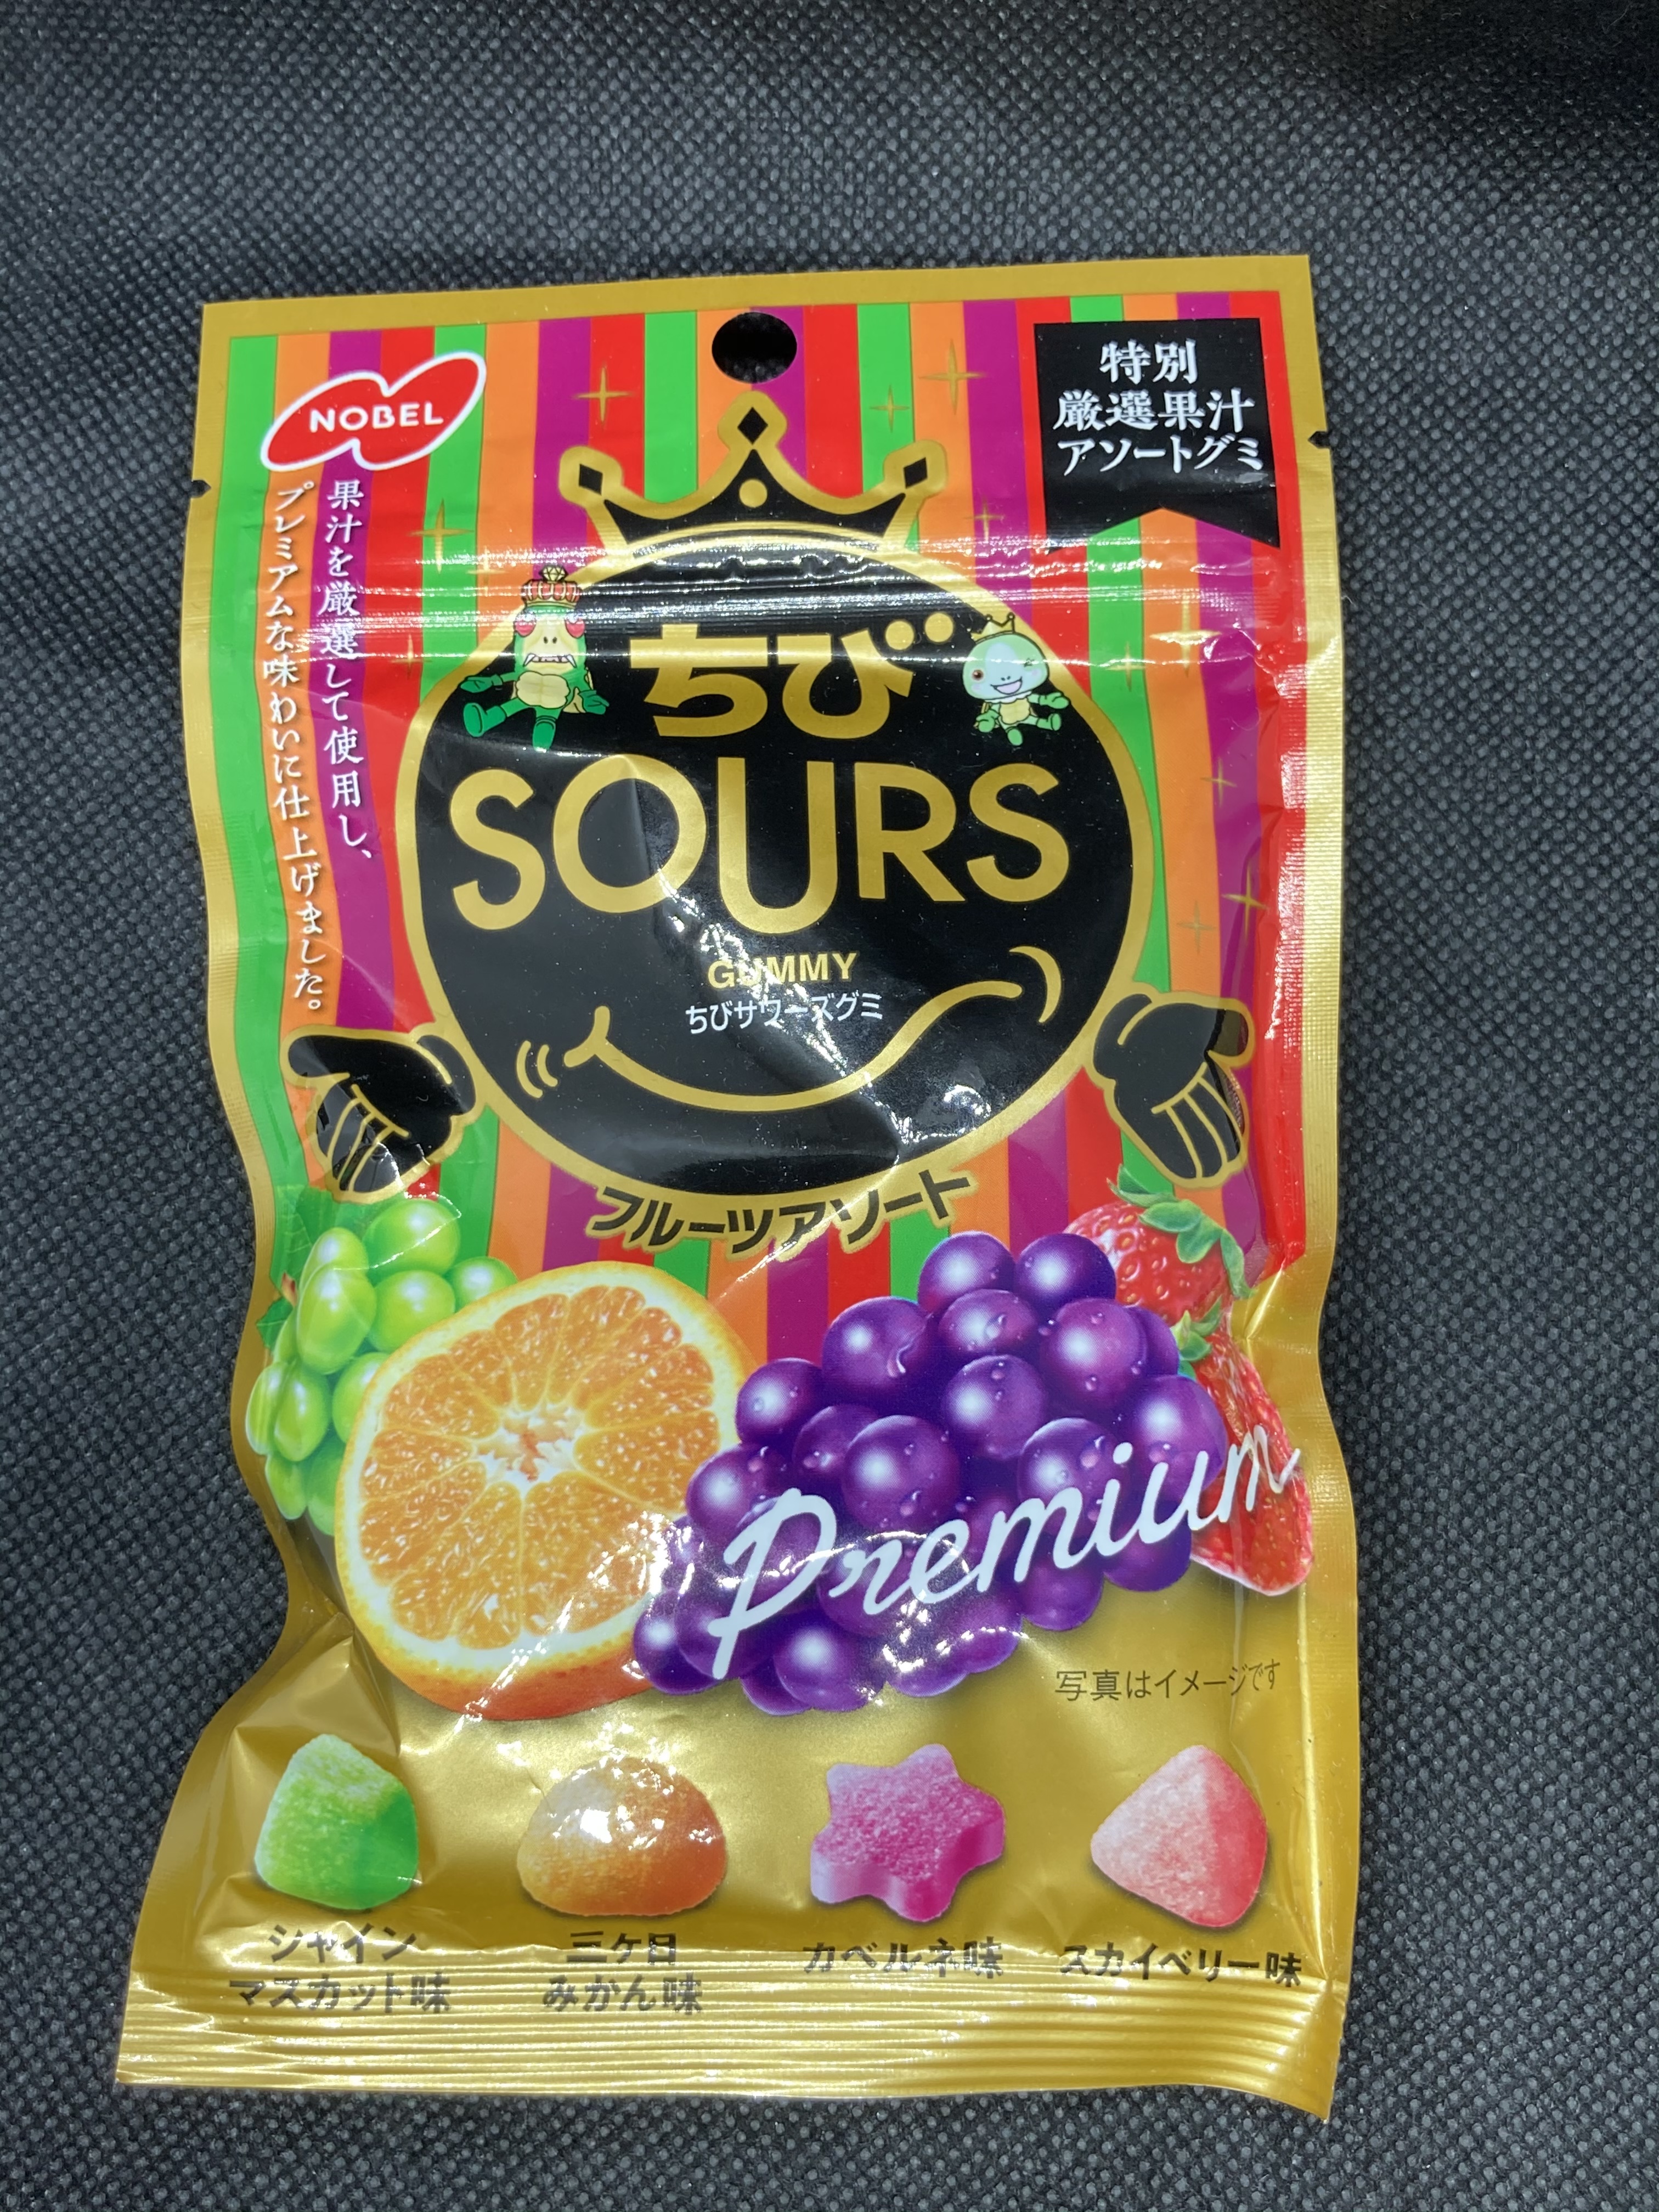 NOBEL
特別
厳選果汁
アソートグミ
果汁を厳選して使用し、
プレミアムな味わいに仕上げました。
ちび
SOURS
GUMMY
ちびサワーズグミ
フルーツアソート
Premium
写真はイメージです
シャイン
マスカット味
三ケ日
みかん味
カベルネ味
スカイベリー味